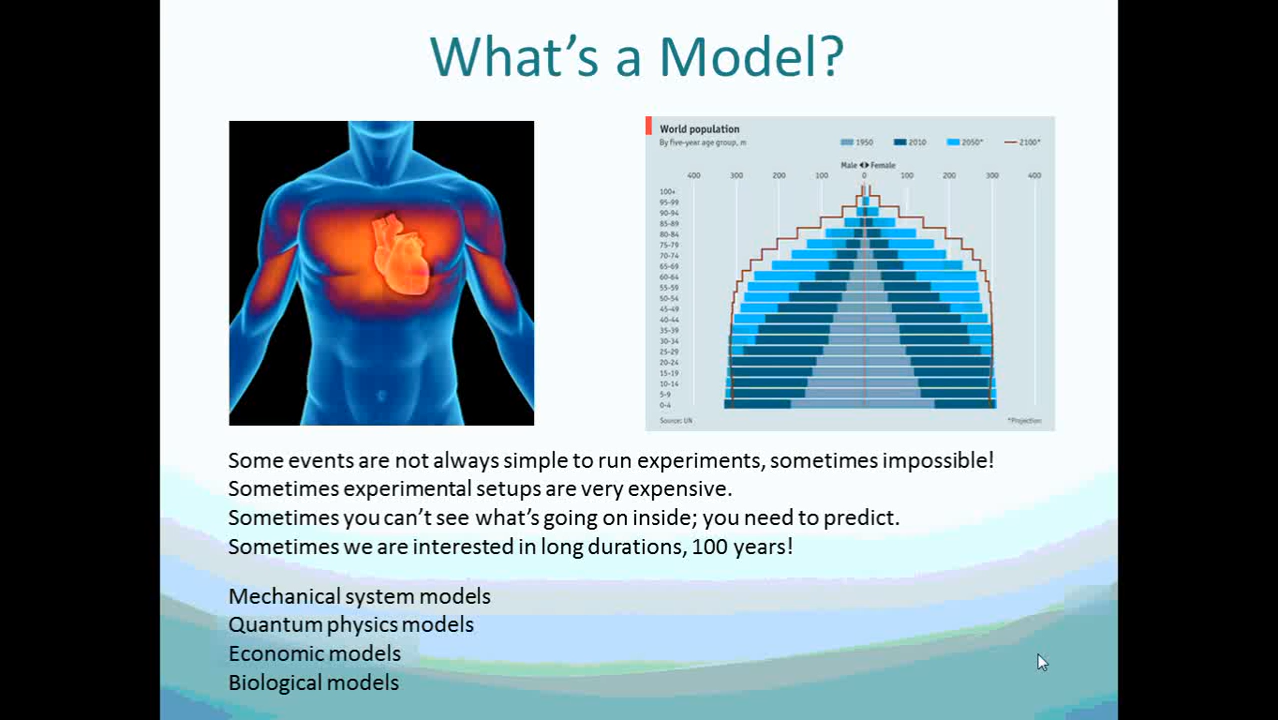 What's a Model?
World population
By five-year age group, m
1950 2010 2050* 2100*
Male Female
400 300 200 100 0 100 200 300 400
100+
95-99
90-94
85-89
80-84
75-79
70-74
65-69
60-64
55-59
50-54
45-49
40-44
35-39
30-34
25-29
20-24
15-19
10-14
5-9
0-4
Source: UN *Projection
Some events are not always simple to run experiments, sometimes impossible!
Sometimes experimental setups are very expensive.
Sometimes you can't see what's going on inside; you need to predict.
Sometimes we are interested in long durations, 100 years!
Mechanical system models
Quantum physics models
Economic models
Biological models